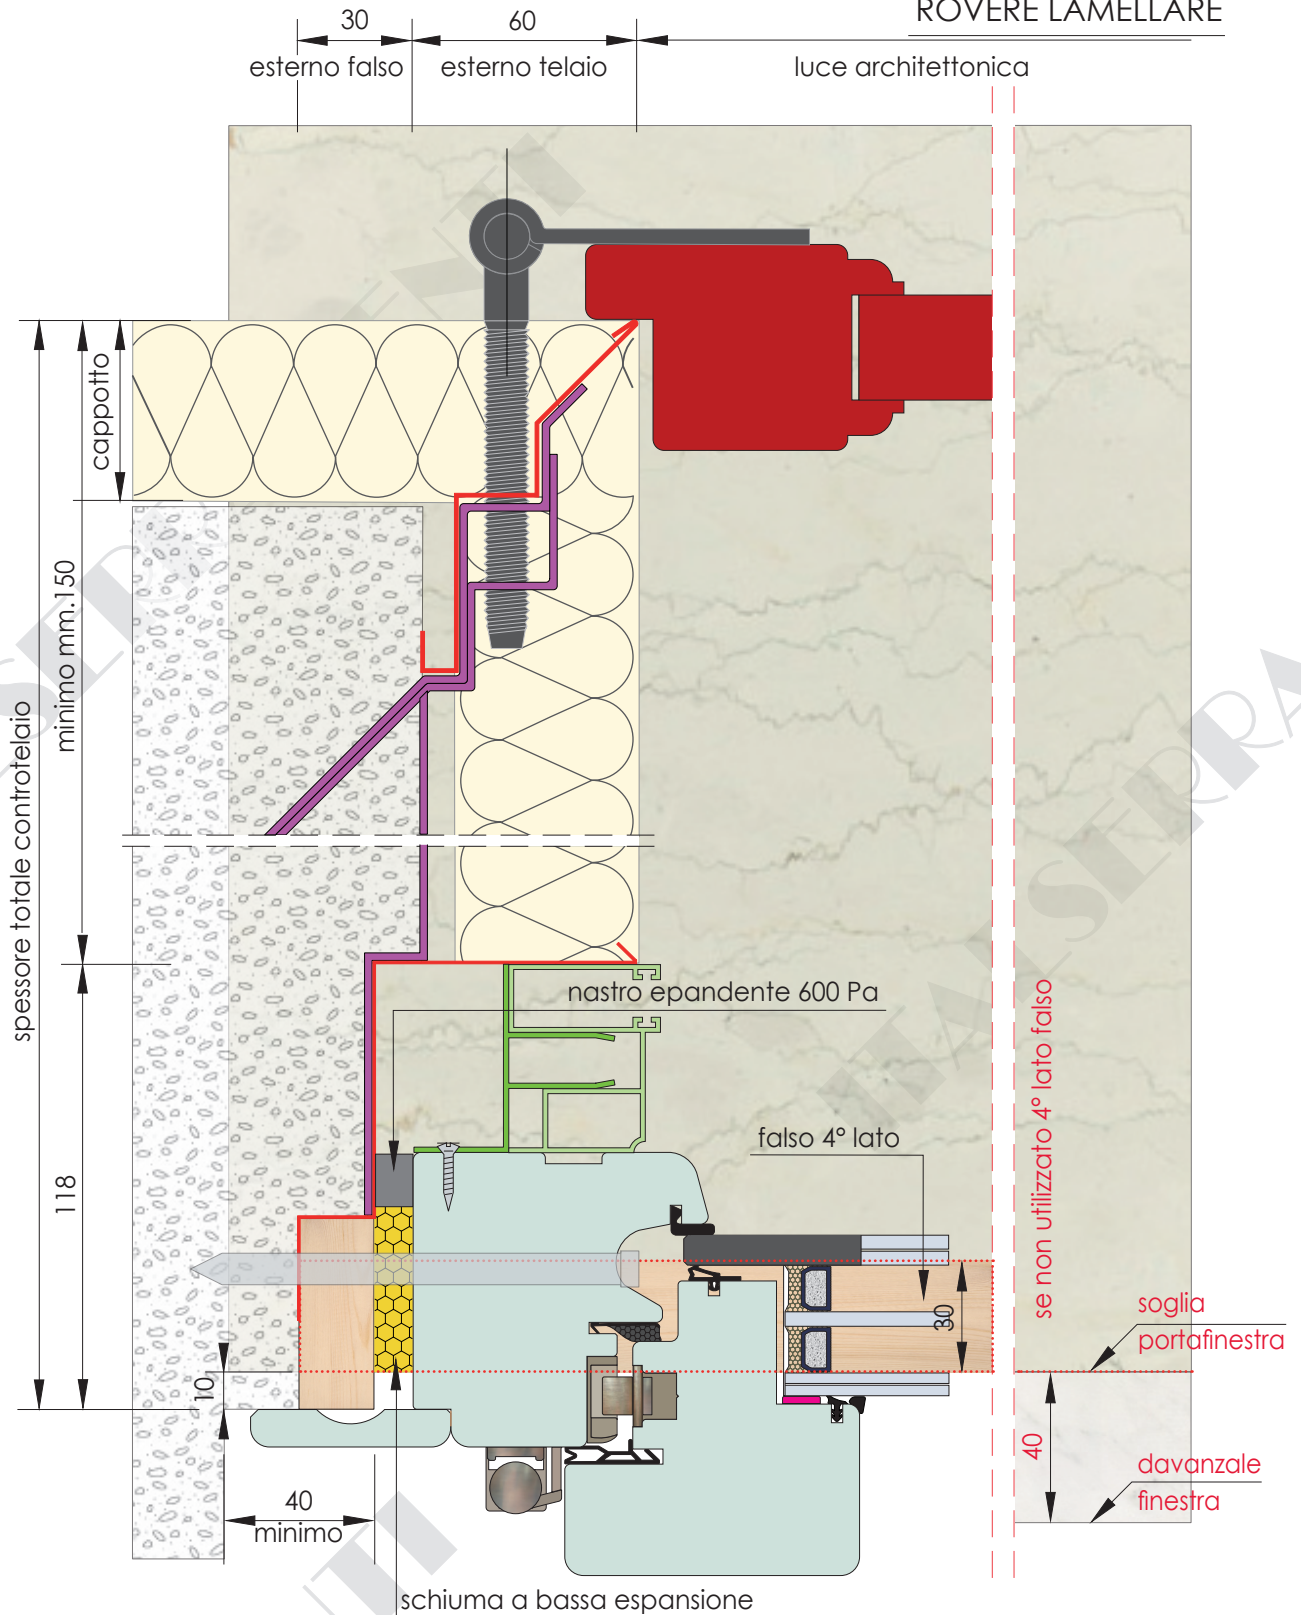 ROVERE LAMELLARE
30
60
esterno falso
esterno telaio
luce architettonica
cappotto
minimo mm.150
spessore totale controtelaio
nastro epandente 600 Pa
falso 4° lato
118
se non utilizzato 4° lato falso
30
soglia
portafinestra
10
40
davanzale
finestra
40
minimo
schiuma a bassa espansione